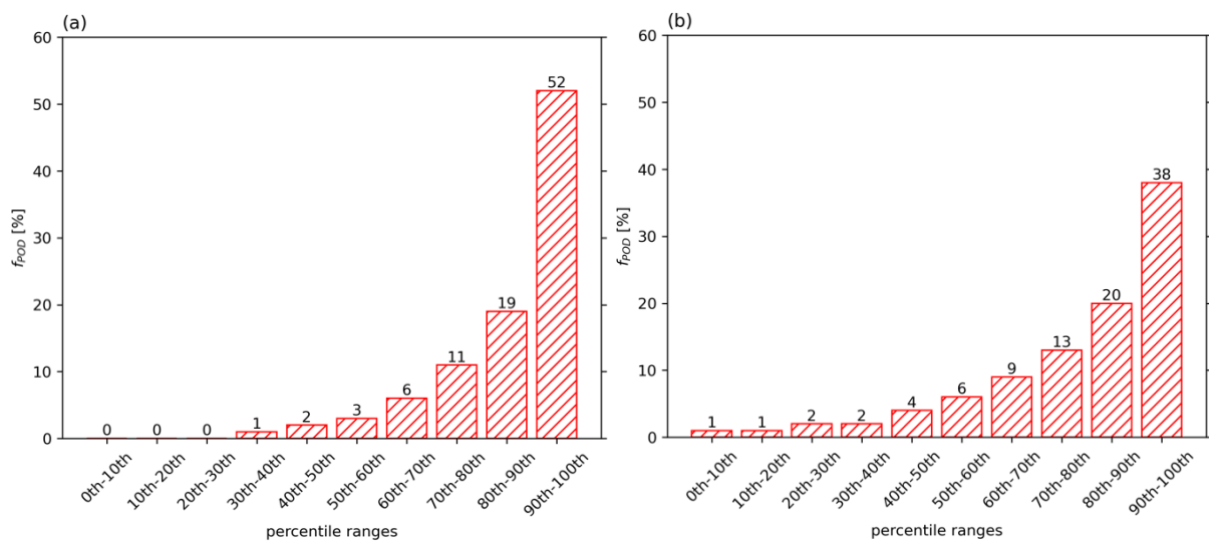 (a)
60
50
40
30
20
10
0
f_POD [%]
0 0 0 1 2 3 6 11 19 52
0th-10th
10th-20th
20th-30th
30th-40th
40th-50th
50th-60th
60th-70th
70th-80th
80th-90th
90th-100th
percentile ranges
(b)
60
50
40
30
20
10
0
f_POD [%]
1 1 2 2 4 6 9 13 20 38
0th-10th
10th-20th
20th-30th
30th-40th
40th-50th
50th-60th
60th-70th
70th-80th
80th-90th
90th-100th
percentile ranges